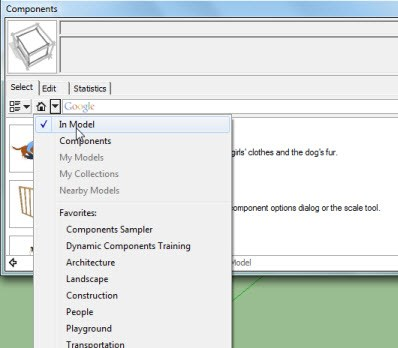 Components
Select Edit Statistics
Google
In Model
Components
My Models
My Collections
Nearby Models
girls' clothes and the dog's fur.
component options dialog or the scale tool.
Favorites:
Components Sampler
Dynamic Components Training
Architecture
Model
Landscape
Construction
People
Playground
Transportation